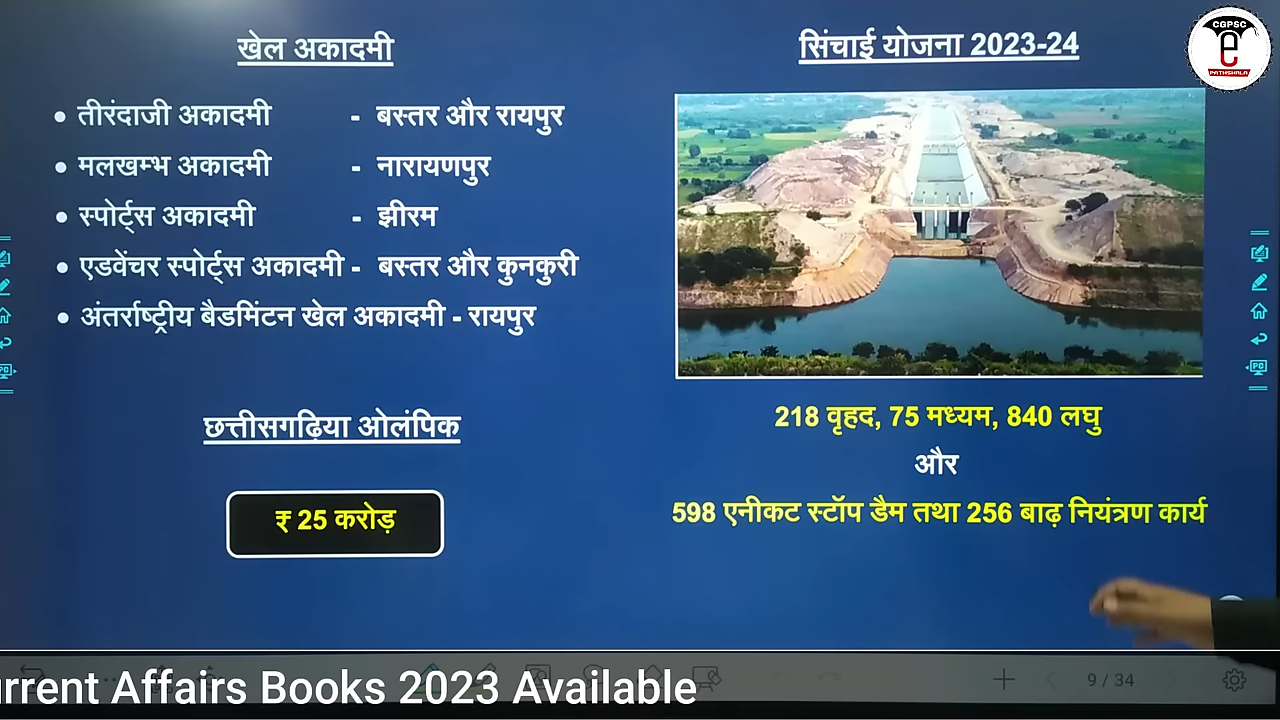 खेल अकादमी
• तीरंदाजी अकादमी - बस्तर और रायपुर
• मलखम्भ अकादमी - नारायणपुर
• स्पोर्ट्स अकादमी - झीरम
• एडवेंचर स्पोर्ट्स अकादमी - बस्तर और कुनकुरी
• अंतर्राष्ट्रीय बैडमिंटन खेल अकादमी - रायपुर
छत्तीसगढ़िया ओलंपिक
₹ 25 करोड़
सिंचाई योजना 2023-24
218 वृहद, 75 मध्यम, 840 लघु
और
598 एनीकट स्टॉप डैम तथा 256 बाढ़ नियंत्रण कार्य
CGPSC
e
PATHSHALA
PC
PC
9 / 34
rrent Affairs Books 2023 Available